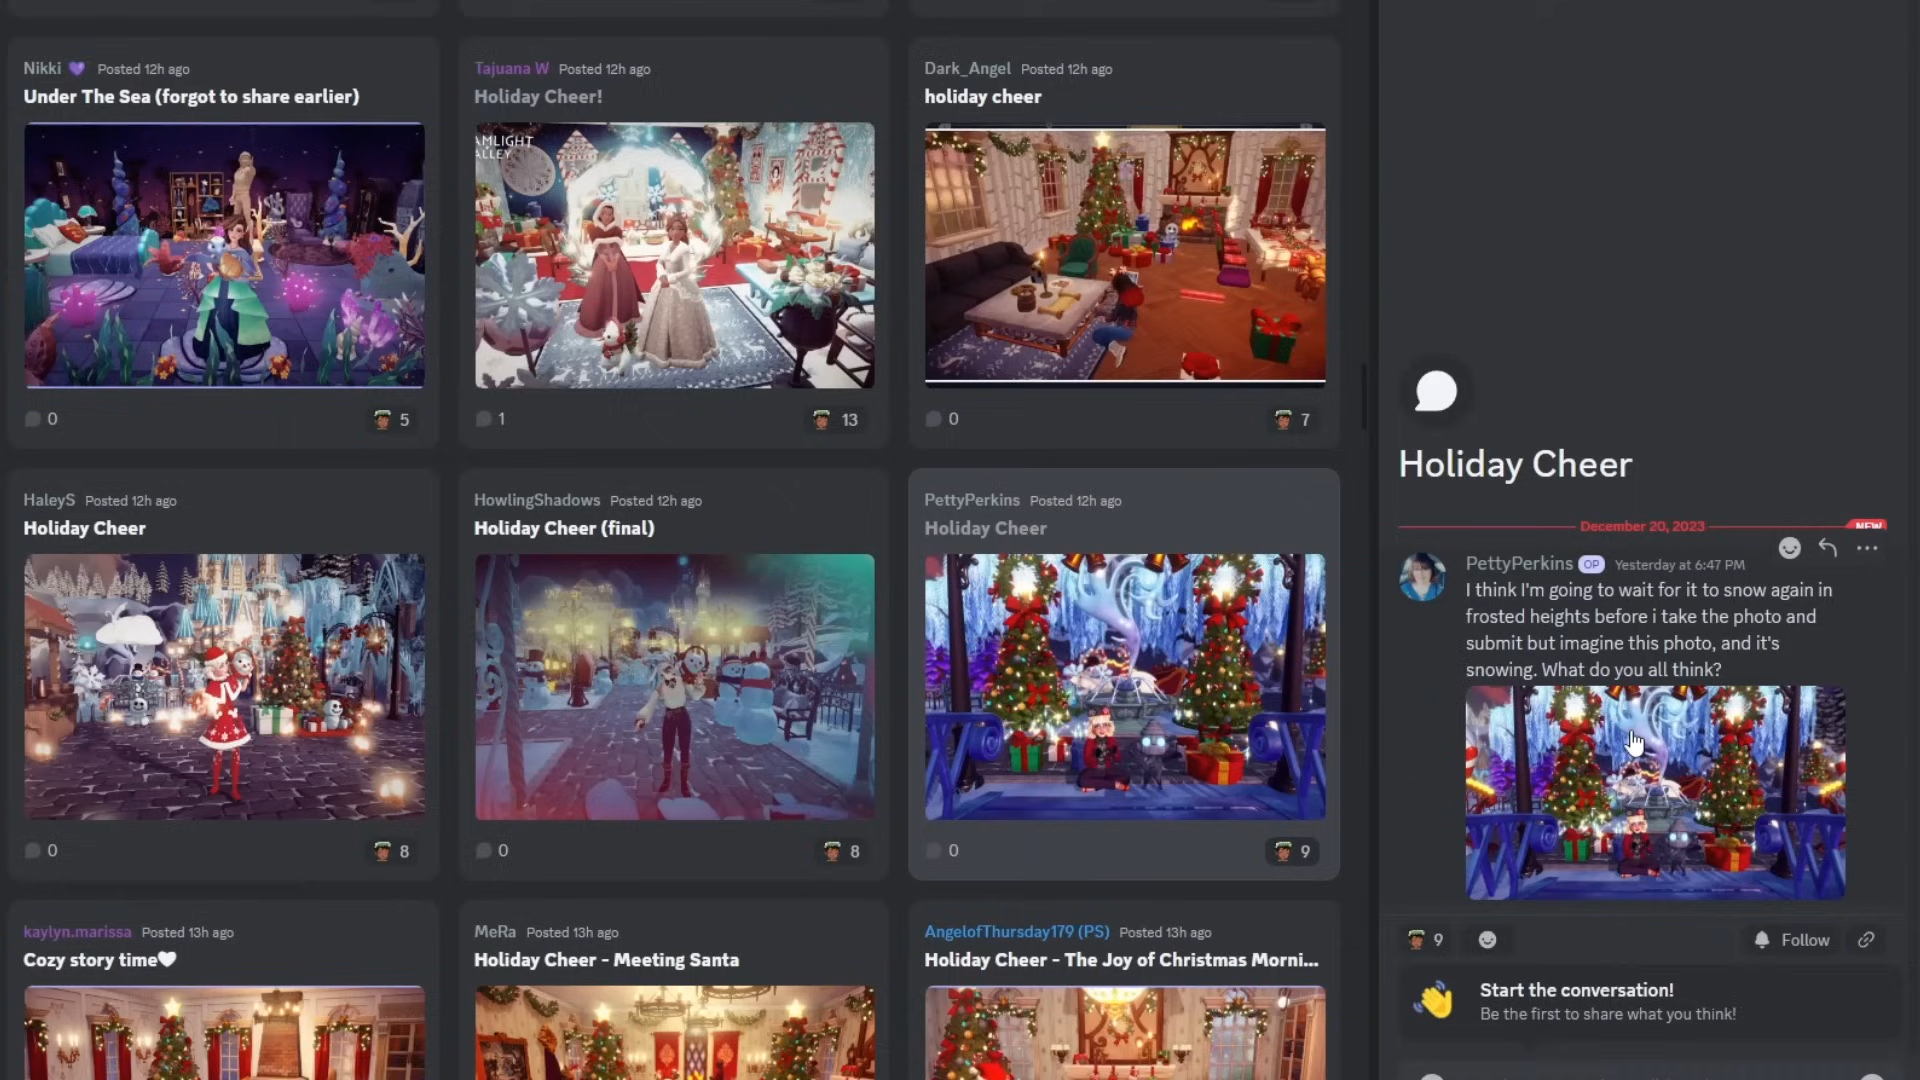 Nikki 💜 Posted 12h ago
Under The Sea (forgot to share earlier)
0
5
Tajuana W Posted 12h ago
Holiday Cheer!
AMLIGHT
ALLEY
1
13
Dark_Angel Posted 12h ago
holiday cheer
0
7
HaleyS Posted 12h ago
Holiday Cheer
0
8
HowlingShadows Posted 12h ago
Holiday Cheer (final)
0
8
PettyPerkins Posted 12h ago
Holiday Cheer
0
9
kaylyn.marissa Posted 13h ago
Cozy story time🤍
MeRa Posted 13h ago
Holiday Cheer - Meeting Santa
AngelofThursday179 (PS) Posted 13h ago
Holiday Cheer - The Joy of Christmas Morni...
Holiday Cheer
December 20, 2023
NEW
PettyPerkins OP Yesterday at 6:47 PM
I think I'm going to wait for it to snow again in
frosted heights before i take the photo and
submit but imagine this photo, and it's
snowing. What do you all think?
9
Follow
Start the conversation!
Be the first to share what you think!